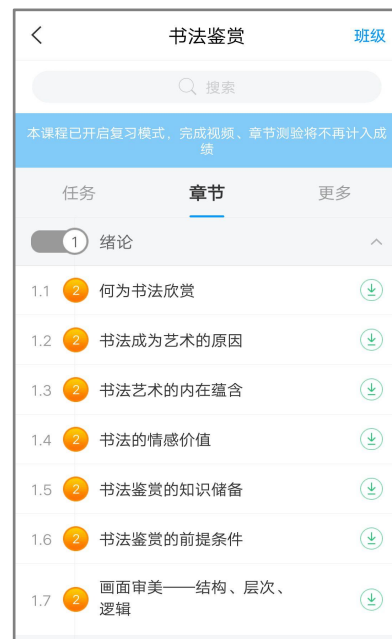 书法鉴赏 班级
搜索
本课程已开启复习模式，完成视频、章节测验将不再计入成
绩
任务 章节 更多
1 绪论
1.1 2 何为书法欣赏
1.2 2 书法成为艺术的原因
1.3 2 书法艺术的内在蕴含
1.4 2 书法的情感价值
1.5 2 书法鉴赏的知识储备
1.6 2 书法鉴赏的前提条件
1.7 2 画面审美——结构、层次、
逻辑